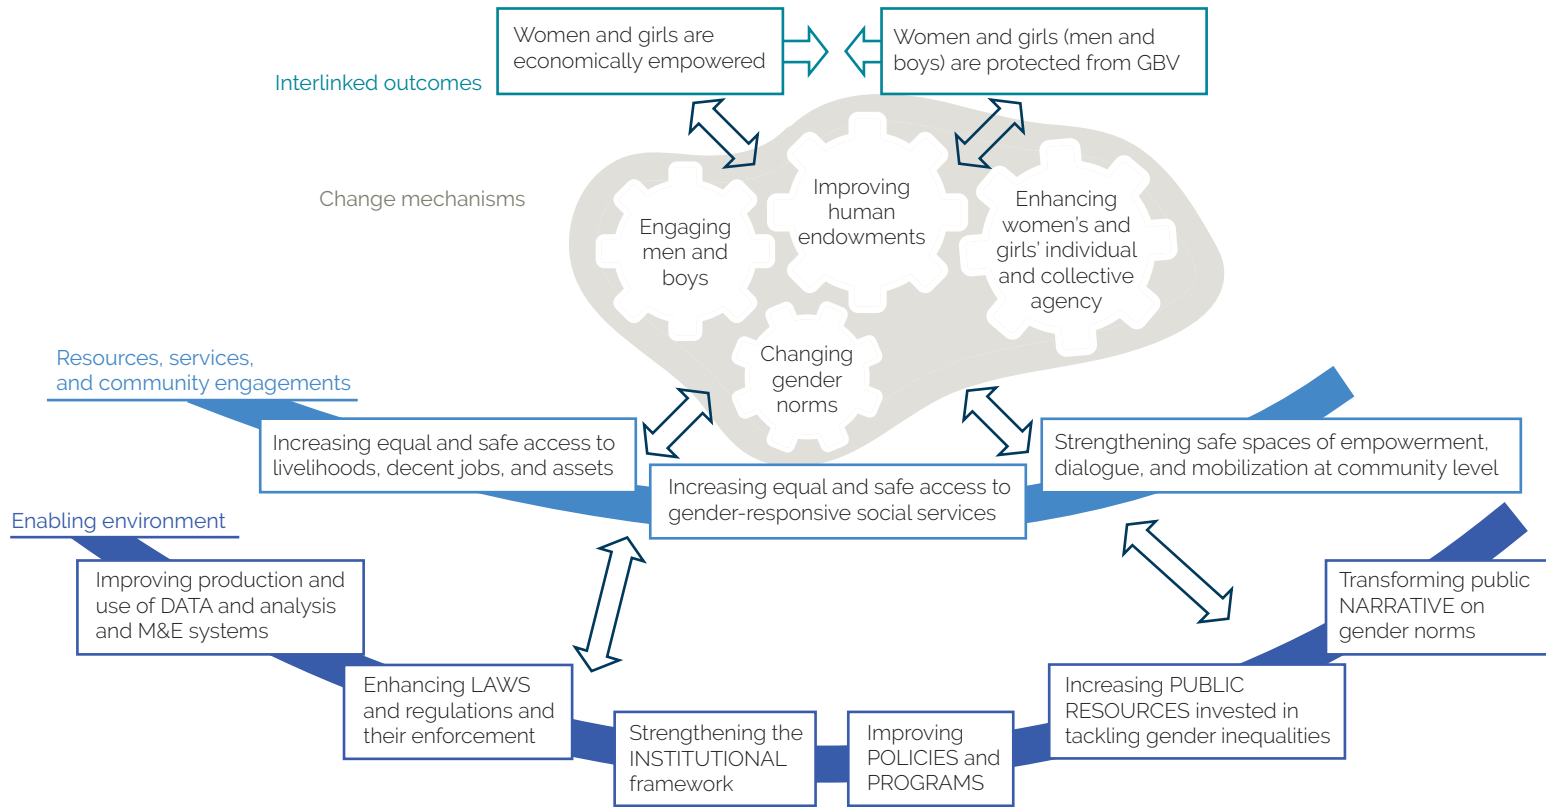 Women and girls are
economically empowered
Women and girls (men and
boys) are protected from GBV
Interlinked outcomes
Change mechanisms
Engaging
men and
boys
Improving
human
endowments
Enhancing
women’s and
girls’ individual
and collective
agency
Changing
gender
norms
Resources, services,
and community engagements
Increasing equal and safe access to
livelihoods, decent jobs, and assets
Increasing equal and safe access to
gender-responsive social services
Strengthening safe spaces of empowerment,
dialogue, and mobilization at community level
Enabling environment
Improving production and
use of DATA and analysis
and M&E systems
Enhancing LAWS
and regulations and
their enforcement
Strengthening the
INSTITUTIONAL
framework
Improving
POLICIES and
PROGRAMS
Increasing PUBLIC
RESOURCES invested in
tackling gender inequalities
Transforming public
NARRATIVE on
gender norms